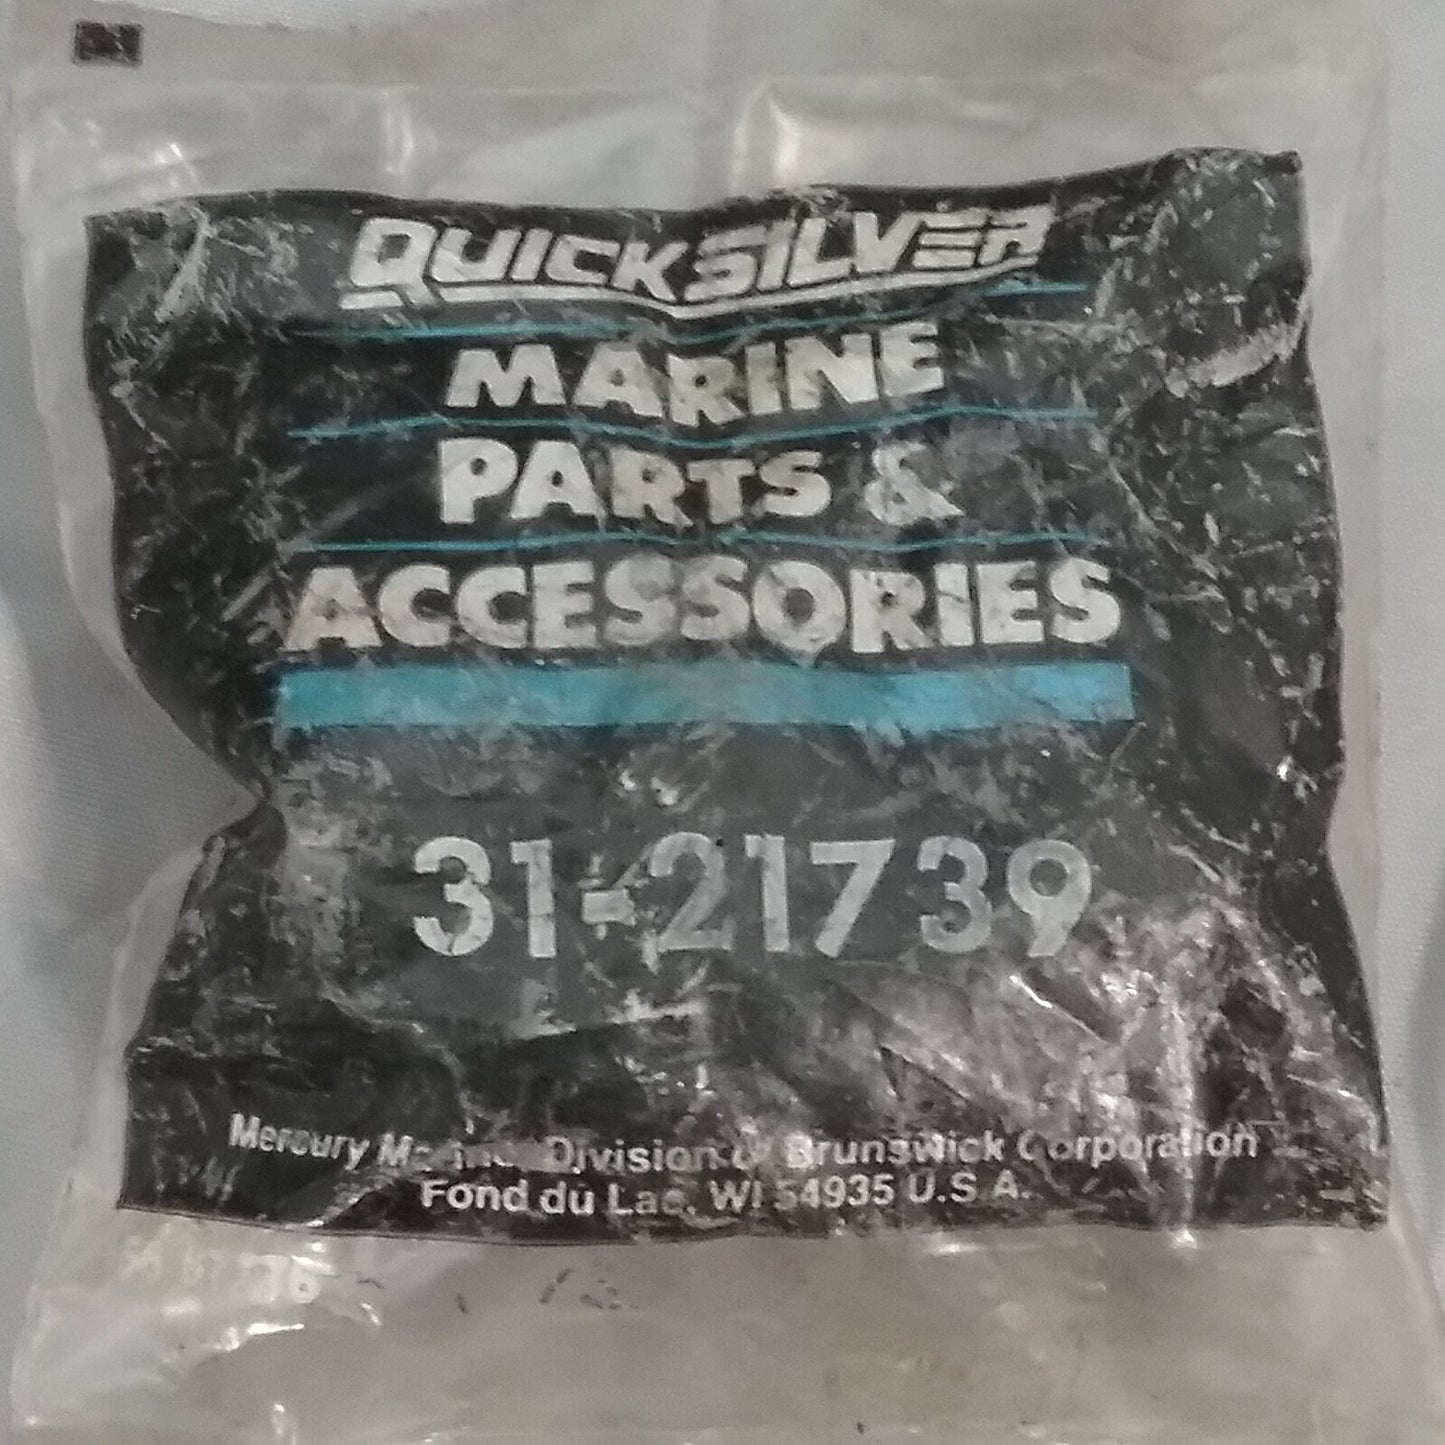 QUICKSILVER
MARINE
PARTS &
ACCESSORIES
31-21739
Mercury Marine Division of Brunswick Corporation
Fond du Lac, WI 54935 U.S.A.